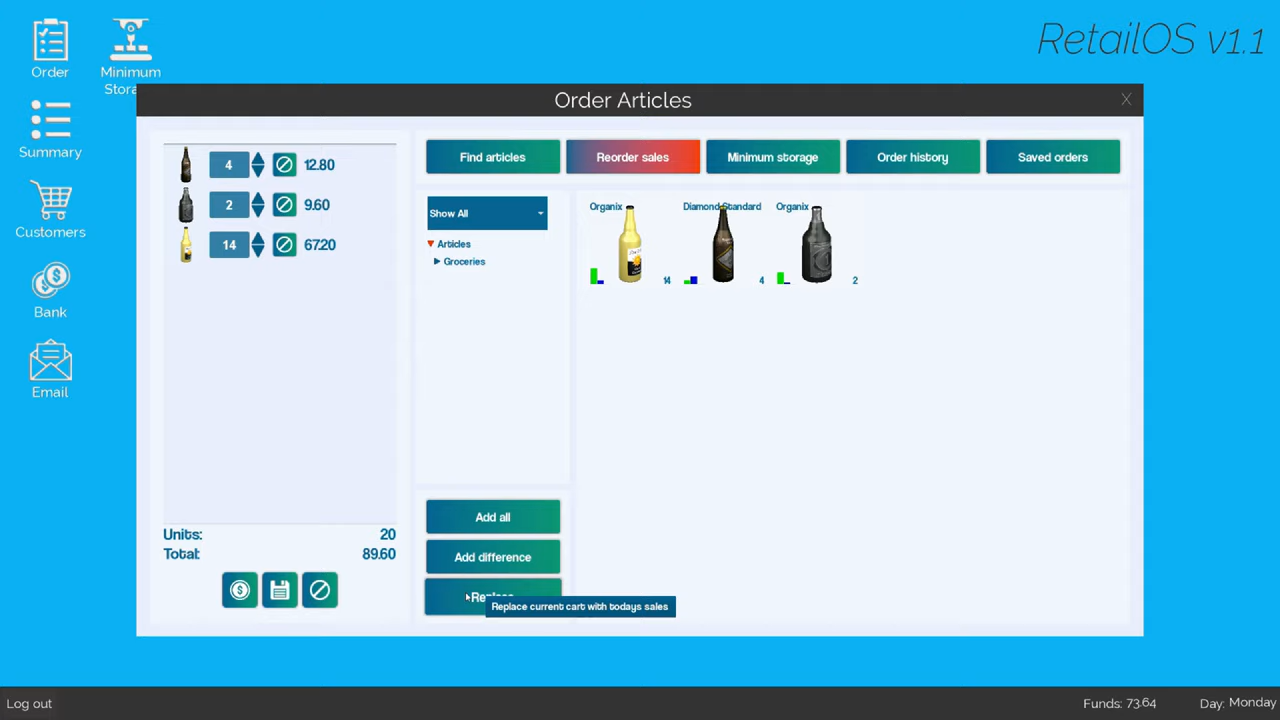 RetailOS v1.1
Order
Minimum
Stora
Summary
Customers
Bank
Email
Order Articles
X
4
12.80
2
9.60
14
67.20
Units:
20
Total:
89.60
Find articles
Reorder sales
Minimum storage
Order history
Saved orders
Show All
Articles
Groceries
Organix
14
Diamond Standard
4
Organix
2
Add all
Add difference
Replace
Replace current cart with todays sales
Log out
Funds: 73.64
Day: Monday